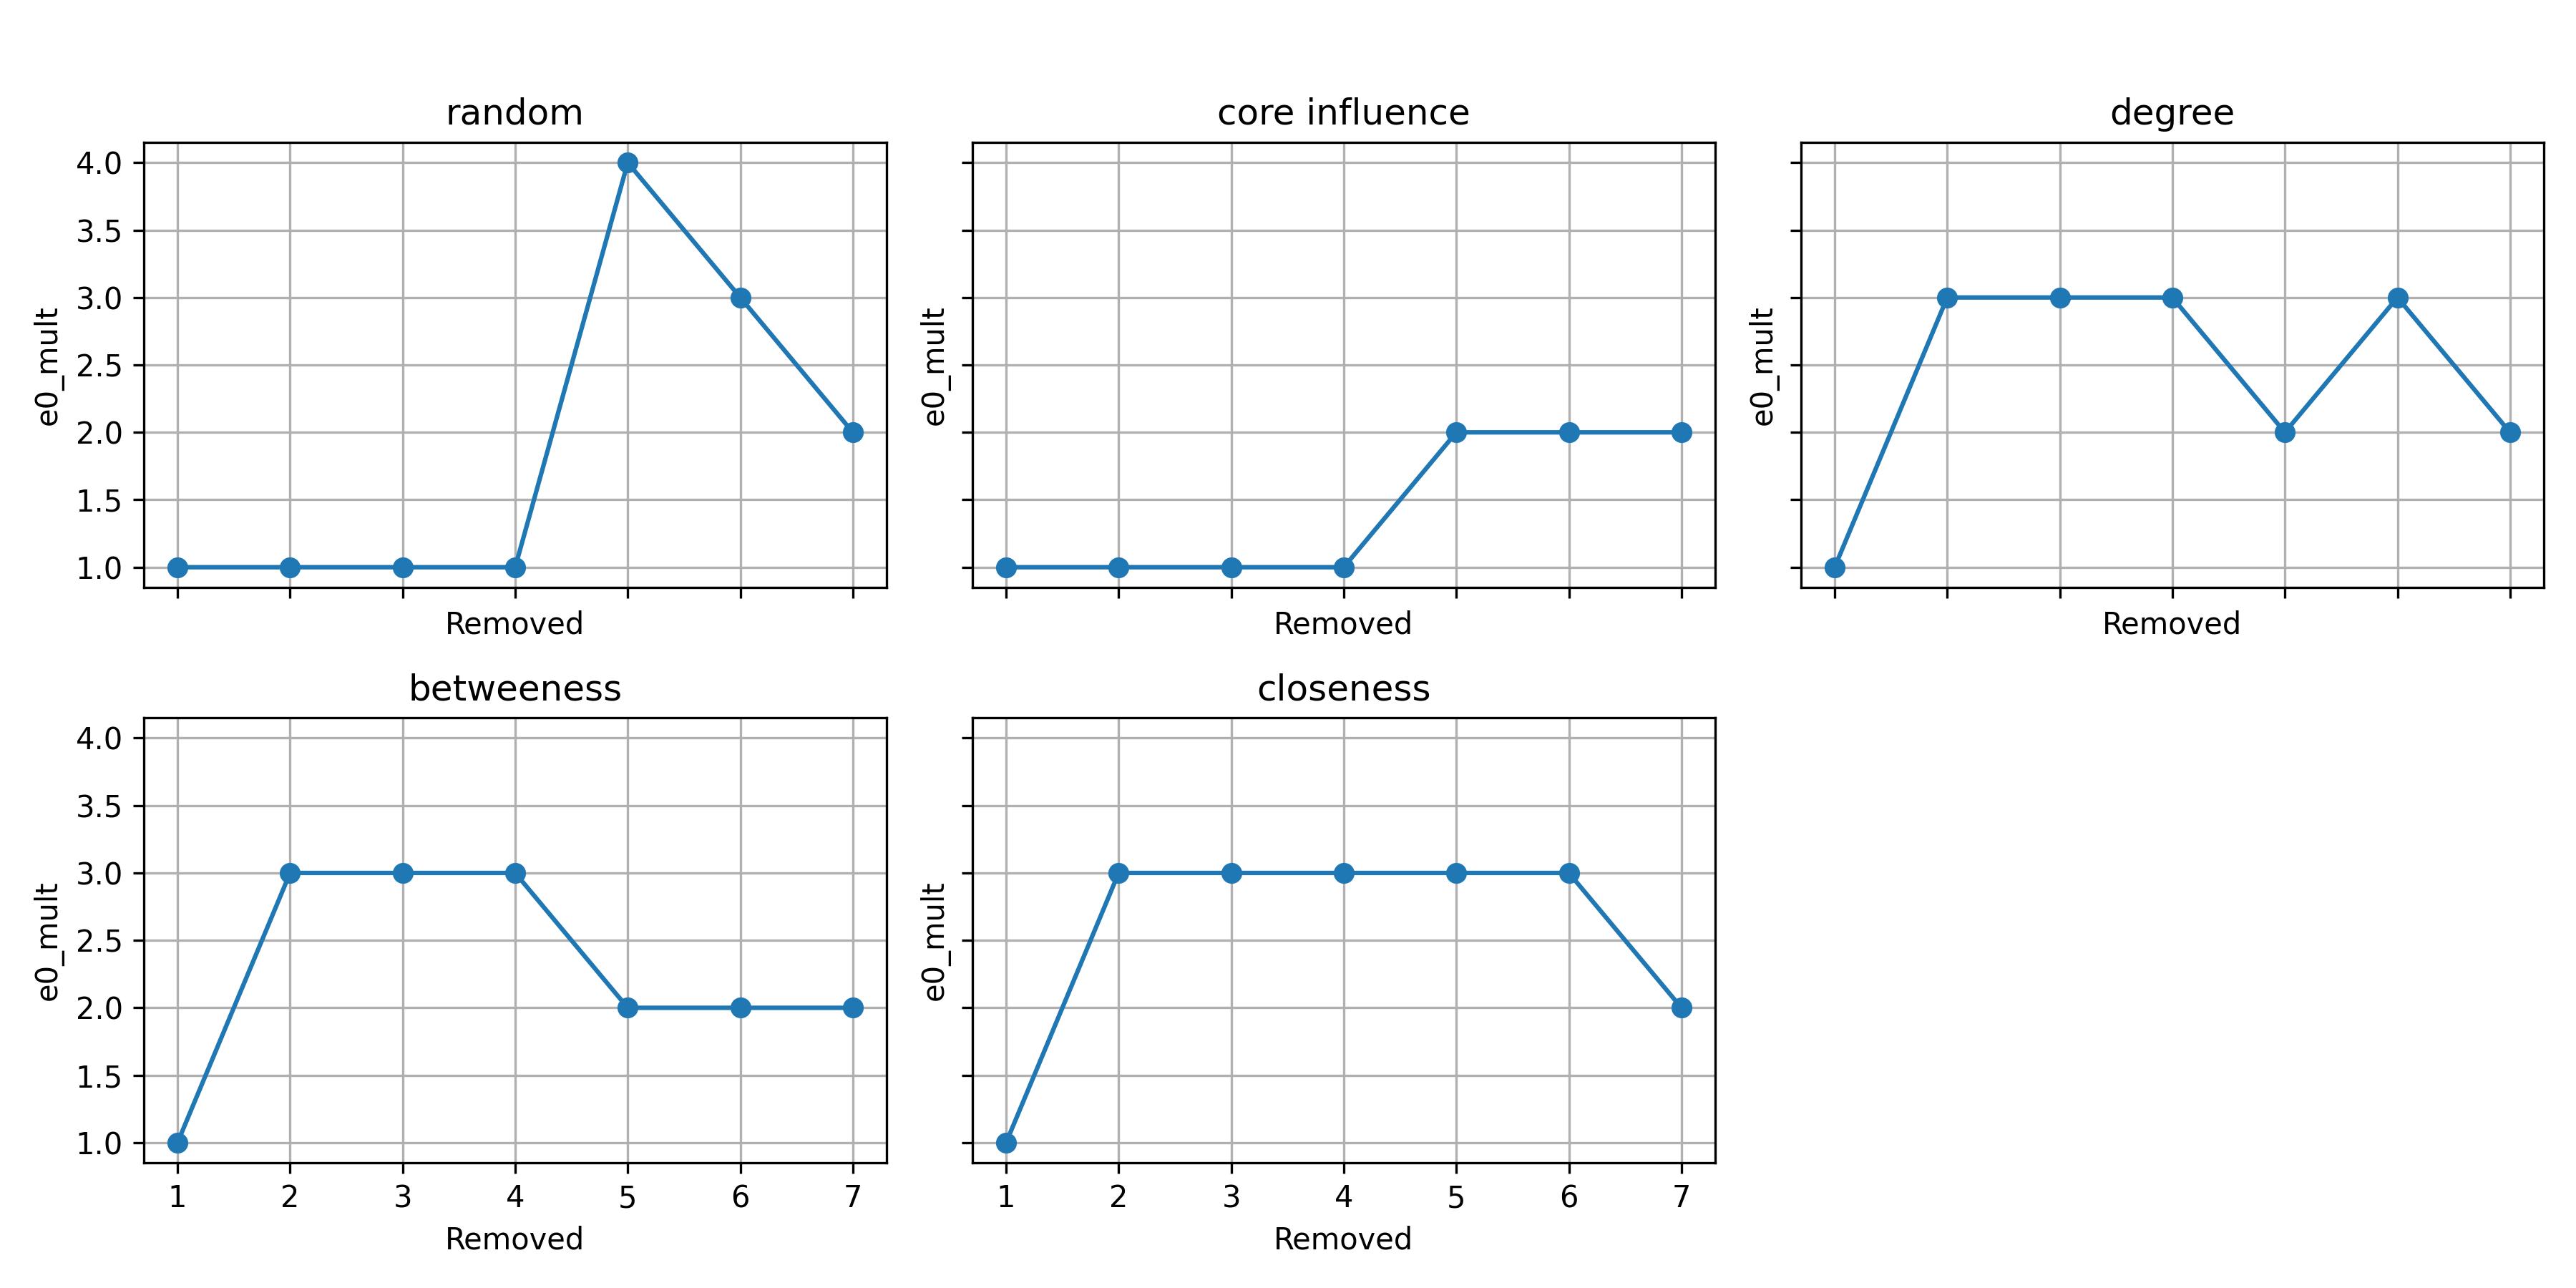 random
core influence
degree
e0_mult
4.0
3.5
3.0
2.5
2.0
1.5
1.0
Removed
e0_mult
Removed
e0_mult
Removed
betweeness
closeness
e0_mult
4.0
3.5
3.0
2.5
2.0
1.5
1.0
1 2 3 4 5 6 7
Removed
e0_mult
1 2 3 4 5 6 7
Removed